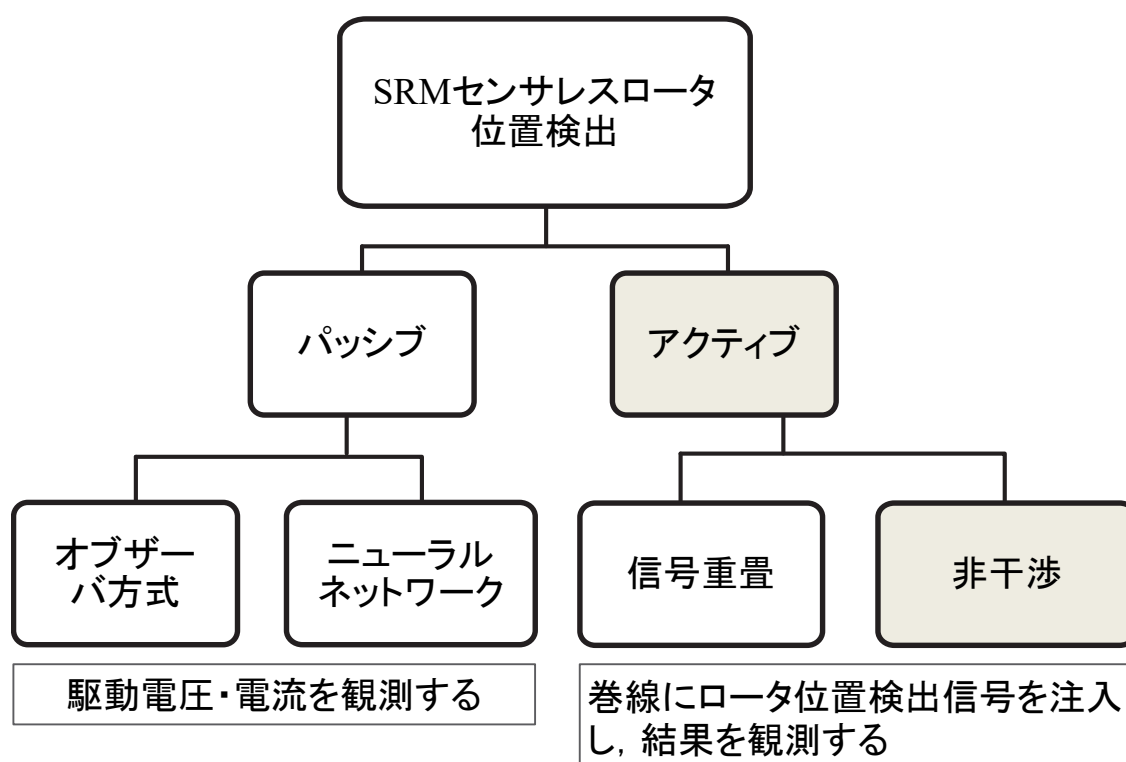 SRMセンサレスロータ
位置検出
パッシブ
アクティブ
オブザー
バ方式
ニューラル
ネットワーク
信号重畳
非干渉
駆動電圧・電流を観測する
巻線にロータ位置検出信号を注入
し，結果を観測する